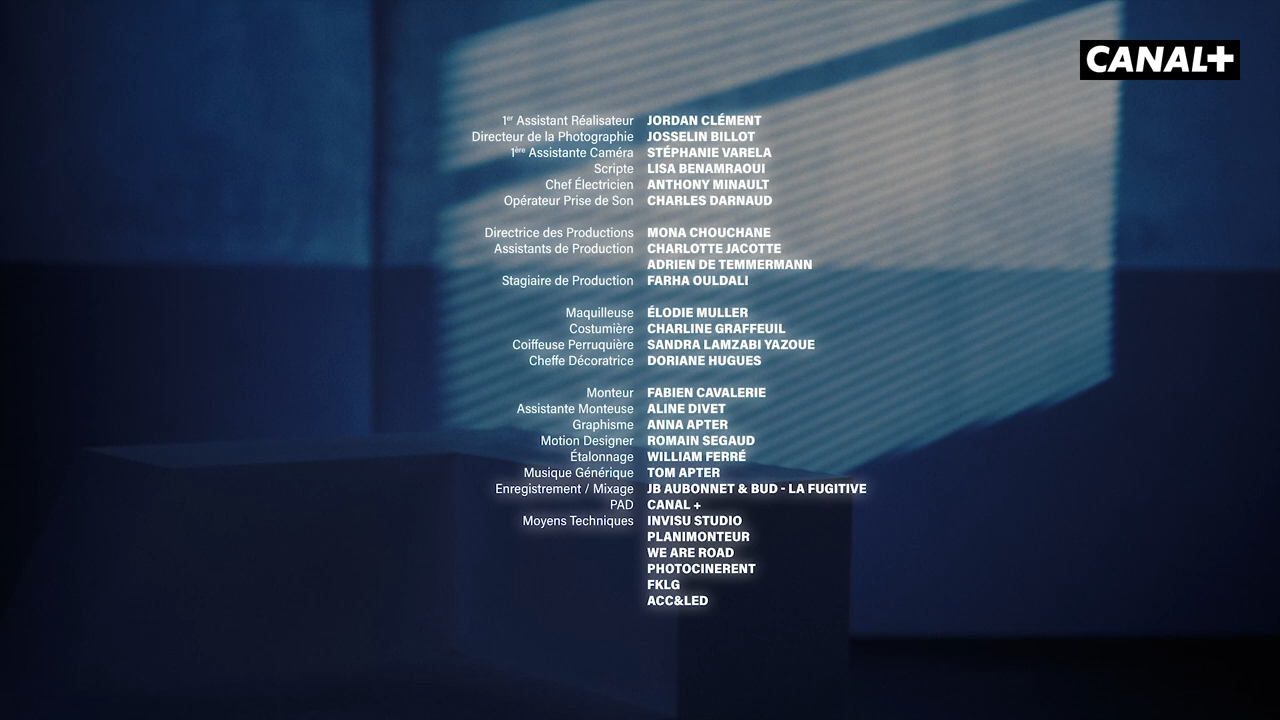 CANAL+
1er Assistant Réalisateur JORDAN CLÉMENT
Directeur de la Photographie JOSSELIN BILLOT
1ère Assistante Caméra STÉPHANIE VARELA
Scripte LISA BENAMRAOUI
Chef Électricien ANTHONY MINAULT
Opérateur Prise de Son CHARLES DARNAUD
Directrice des Productions MONA CHOUCHANE
Assistants de Production CHARLOTTE JACOTTE
ADRIEN DE TEMMERMANN
Stagiaire de Production FARHA OULDALI
Maquilleuse ÉLODIE MULLER
Costumière CHARLINE GRAFFEUIL
Coiffeuse Perruquière SANDRA LAMZABI YAZOUE
Cheffe Décoratrice DORIANE HUGUES
Monteur FABIEN CAVALERIE
Assistante Monteuse ALINE DIVET
Graphisme ANNA APTER
Motion Designer ROMAIN SEGAUD
Étalonnage WILLIAM FERRÉ
Musique Générique TOM APTER
Enregistrement / Mixage JB AUBONNET & BUD - LA FUGITIVE
PAD CANAL +
Moyens Techniques INVISU STUDIO
PLANIMONTEUR
WE ARE ROAD
PHOTOCINERENT
FKLG
ACC&LED